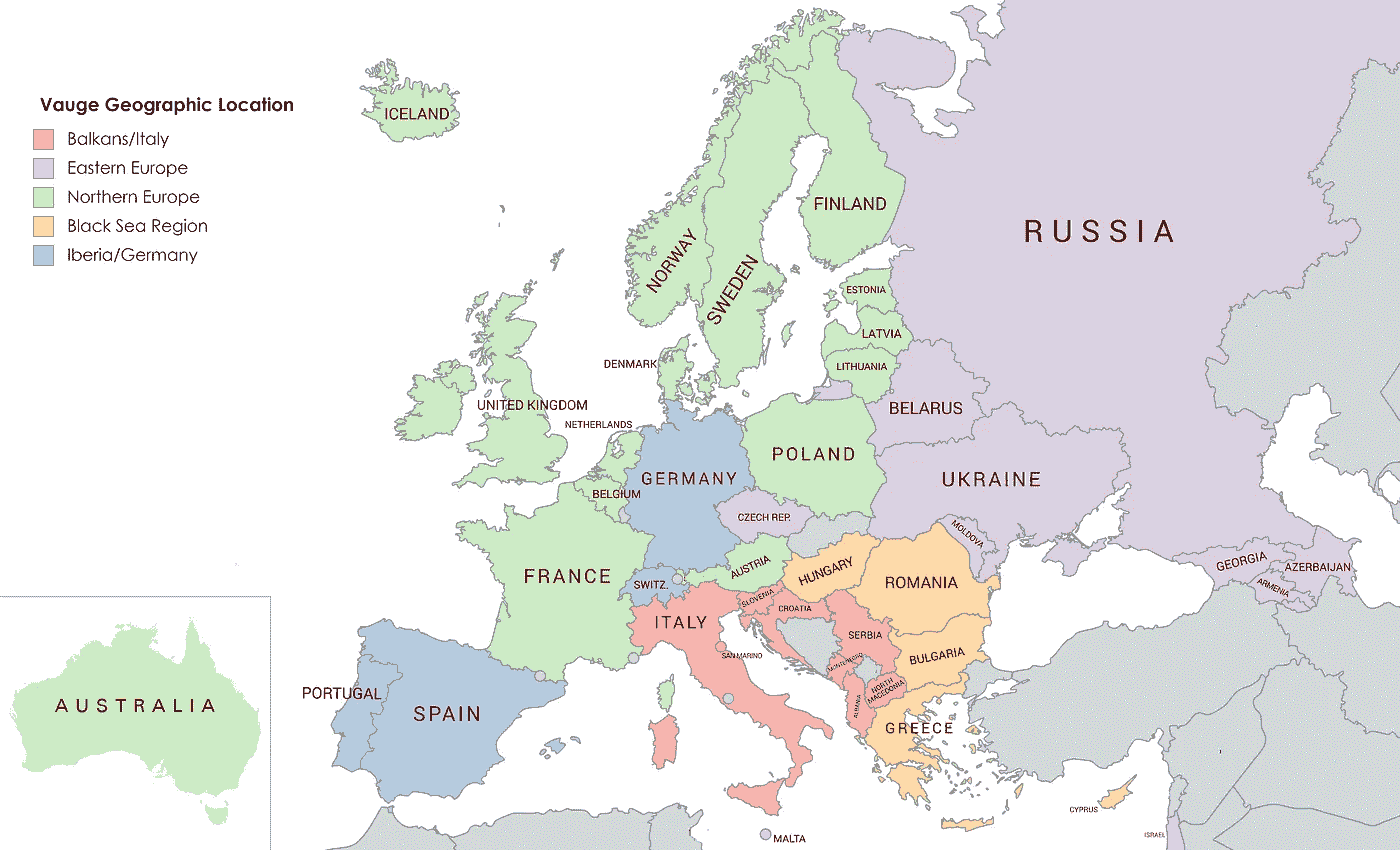 Vauge Geographic Location
Balkans/Italy
Eastern Europe
Northern Europe
Black Sea Region
Iberia/Germany
ICELAND
RUSSIA
FINLAND
NORWAY
SWEDEN
ESTONIA
LATVIA
LITHUANIA
DENMARK
UNITED KINGDOM
NETHERLANDS
BELARUS
POLAND
GERMANY
UKRAINE
BELGIUM
CZECH REP.
MOLDOVA
FRANCE
SWITZ.
AUSTRIA
HUNGARY
ROMANIA
GEORGIA
AZERBAIJAN
ARMENIA
SLOVENIA
CROATIA
ITALY
SERBIA
SAN MARINO
MONTENEGRO
BULGARIA
NORTH
MACEDONIA
ALBANIA
PORTUGAL
SPAIN
GREECE
AUSTRALIA
CYPRUS
MALTA
ISRAEL